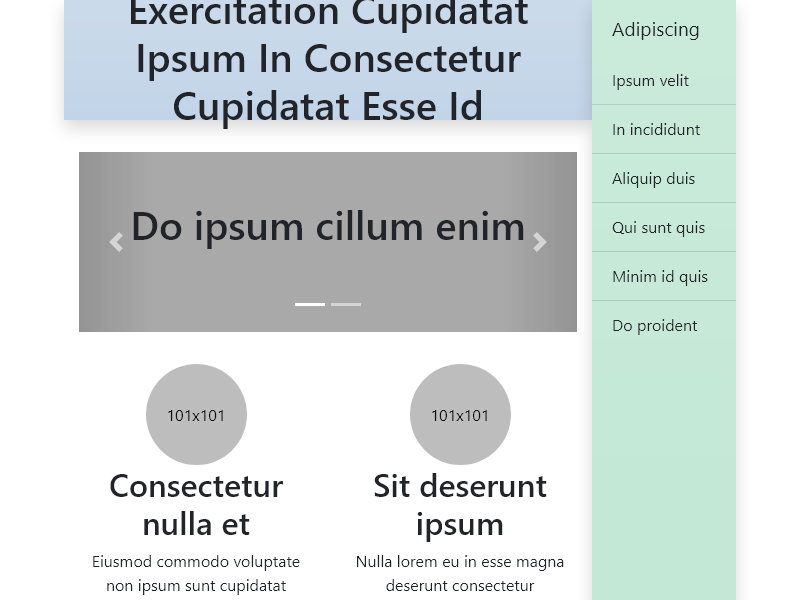 Exercitation Cupidatat
Ipsum In Consectetur
Cupidatat Esse Id
Do ipsum cillum enim
101x101
Consectetur
nulla et
Eiusmod commodo voluptate
non ipsum sunt cupidatat
101x101
Sit deserunt
ipsum
Nulla lorem eu in esse magna
deserunt consectetur
Adipiscing
Ipsum velit
In incididunt
Aliquip duis
Qui sunt quis
Minim id quis
Do proident